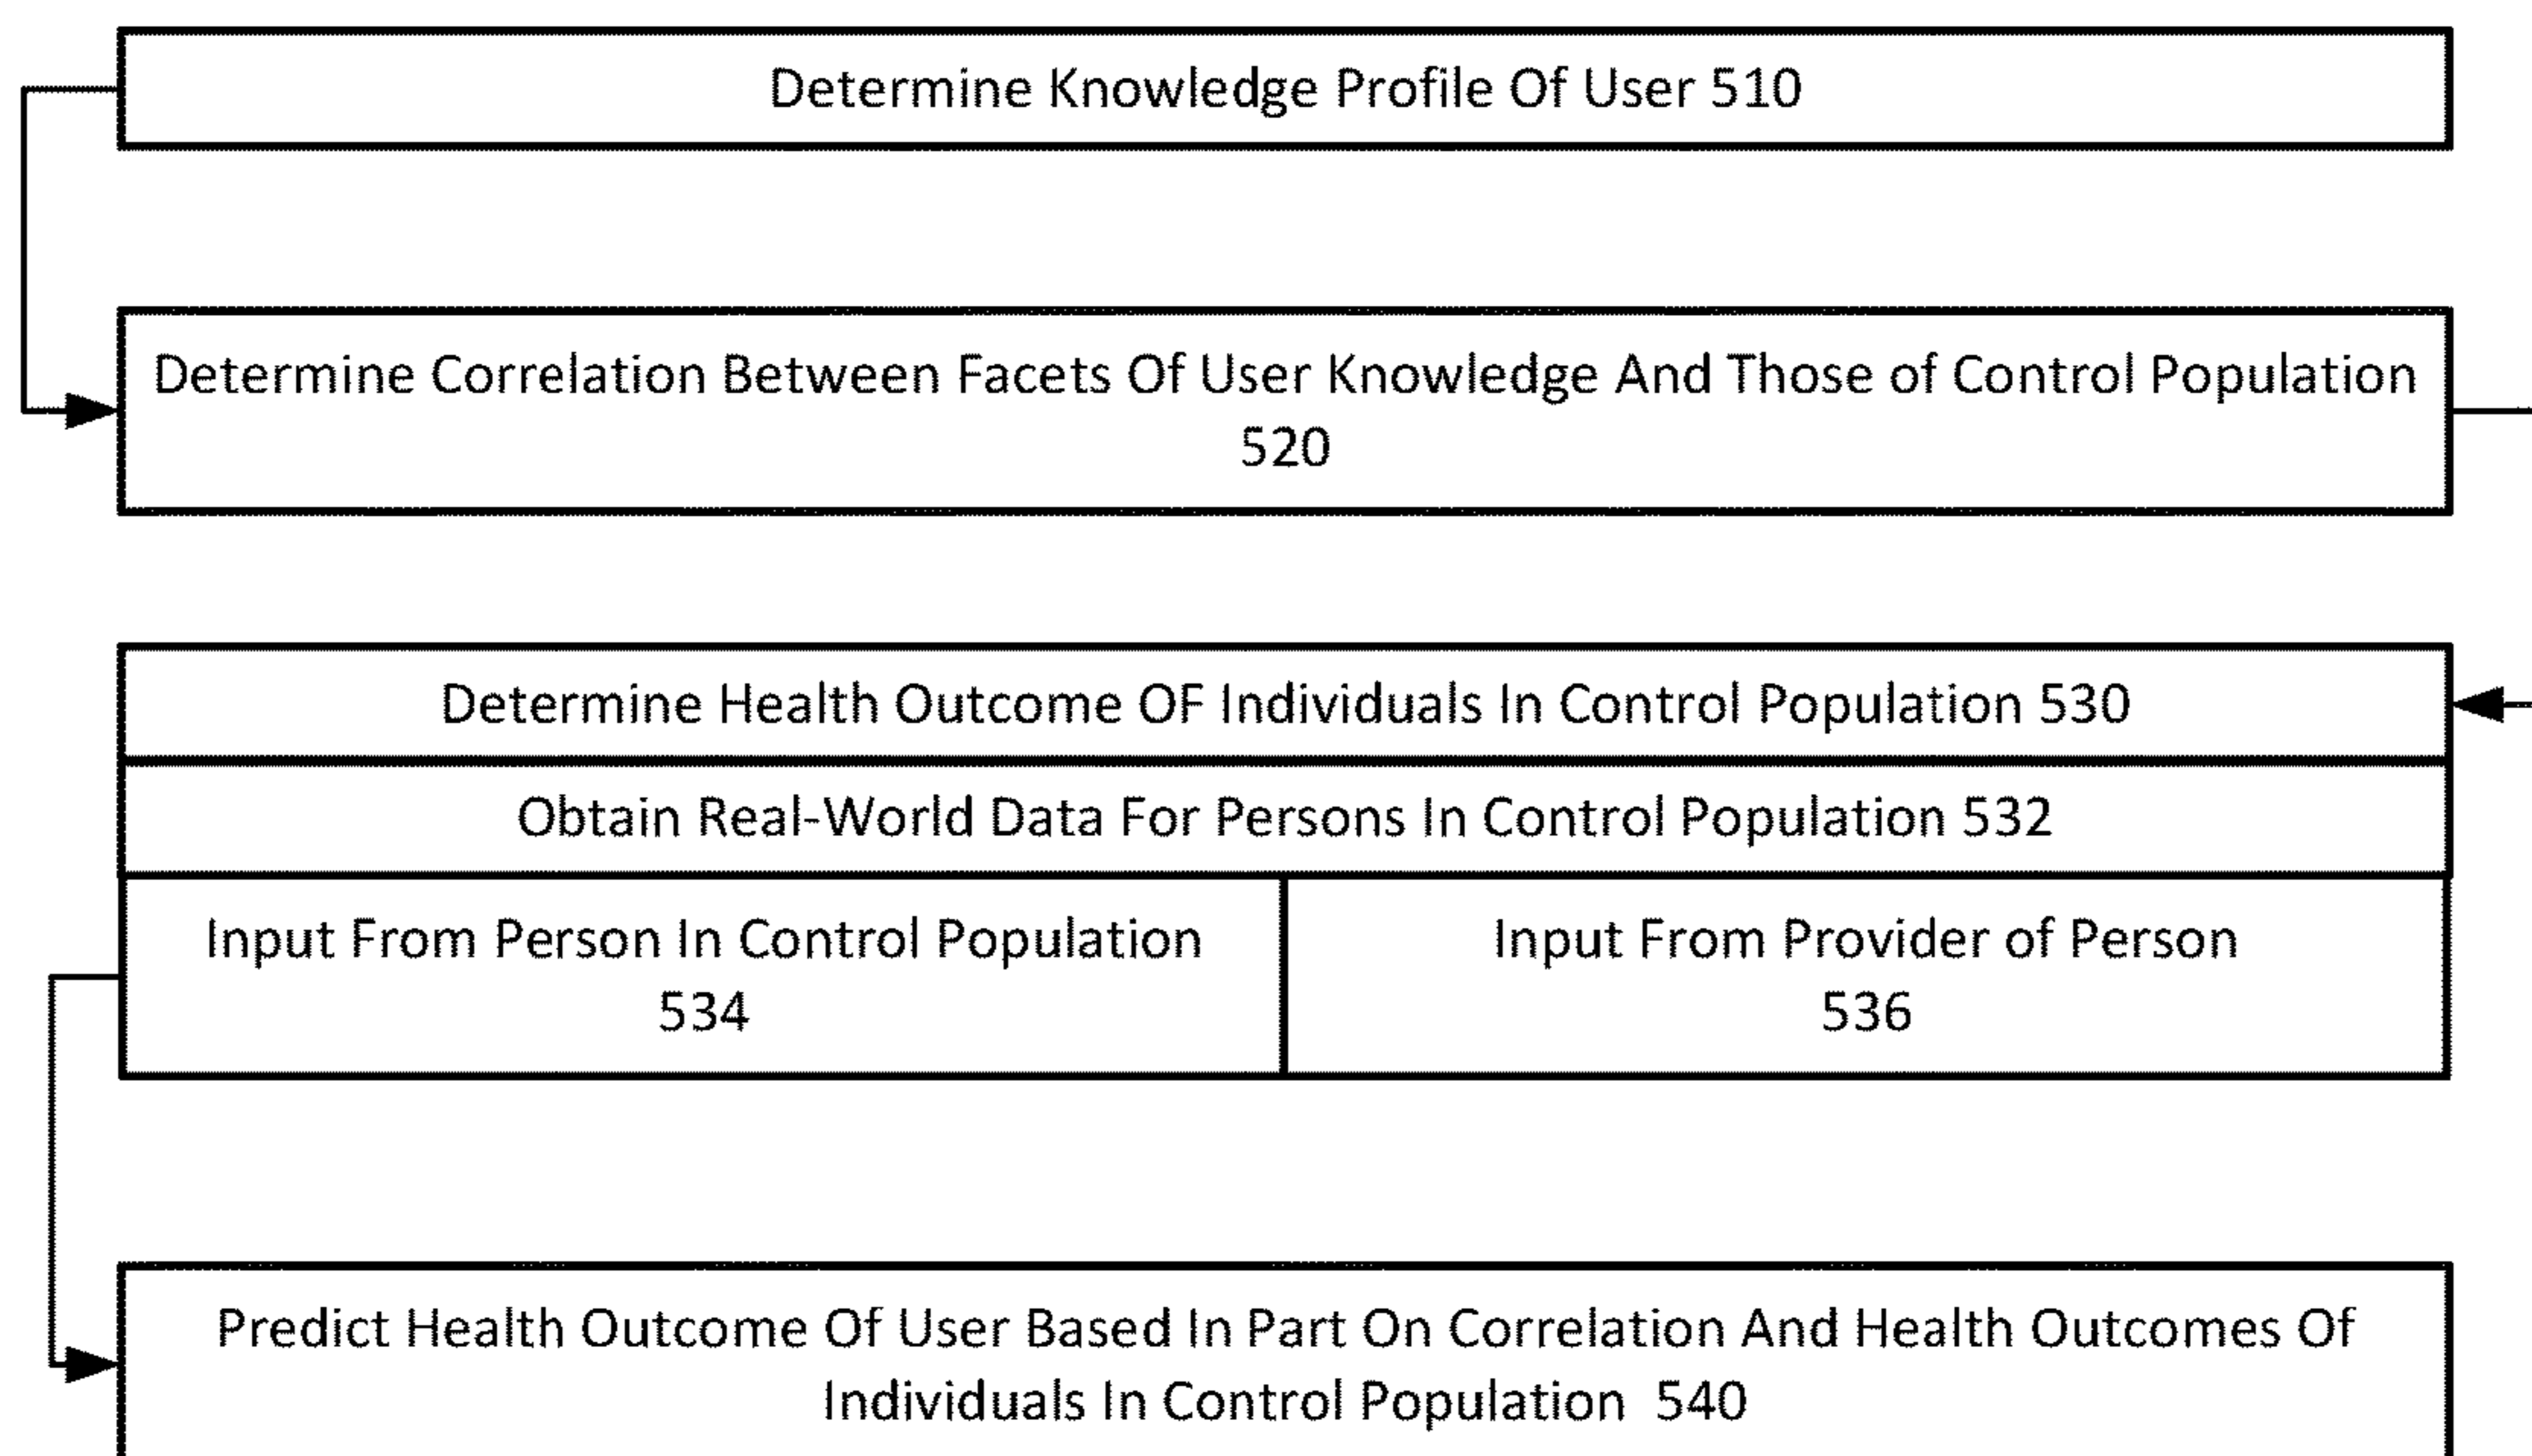 Determine Knowledge Profile Of User 510
Determine Correlation Between Facets Of User Knowledge And Those of Control Population
520
Determine Health Outcome OF Individuals In Control Population 530
Obtain Real-World Data For Persons In Control Population 532
Input From Person In Control Population
534
Input From Provider of Person
536
Predict Health Outcome Of User Based In Part On Correlation And Health Outcomes Of
Individuals In Control Population 540